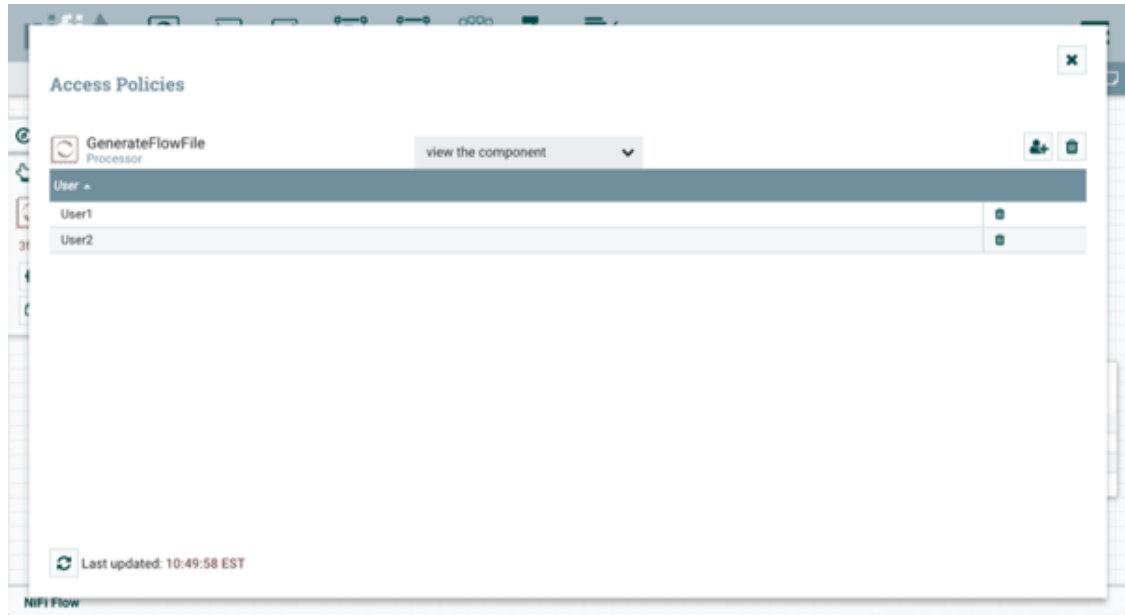 Access Policies
GenerateFlowFile
Processor
view the component
User
User1
User2
Last updated: 10:49:58 EST
NiFi Flow